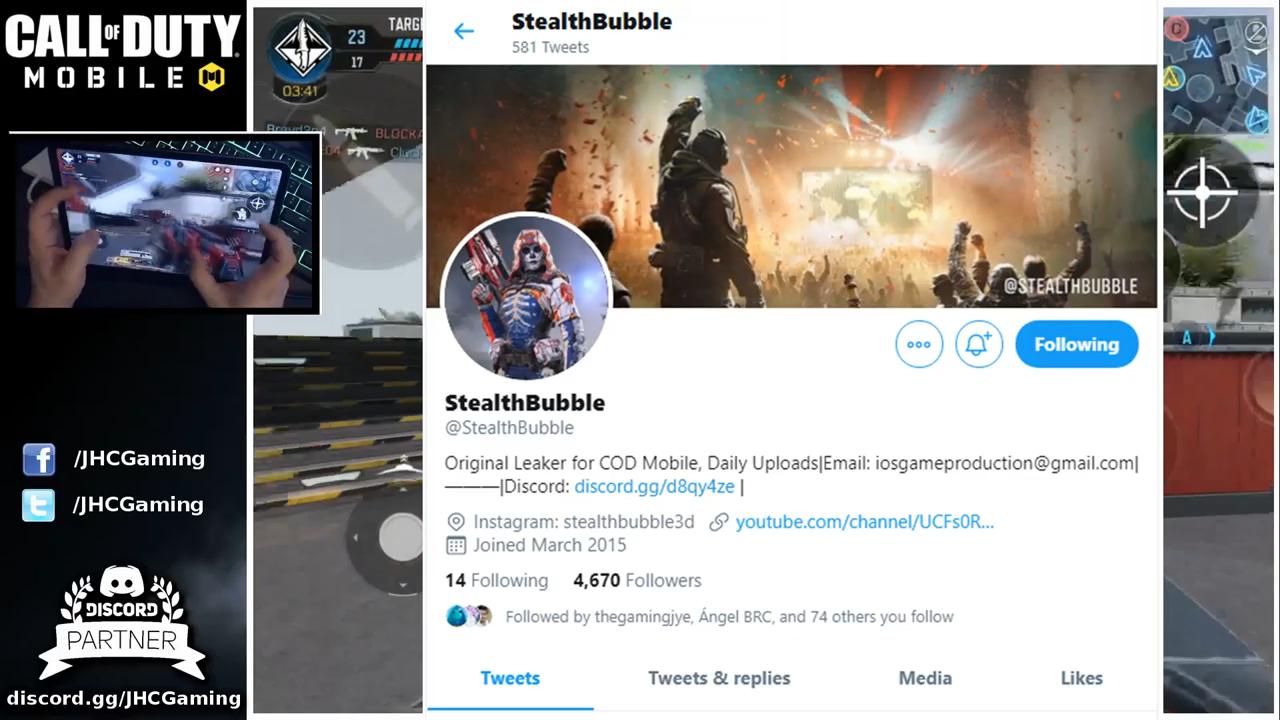 CALL OF DUTY
MOBILE
/JHCGaming
/JHCGaming
DISCORD
PARTNER
discord.gg/JHCGaming
23
17
03:41
TARG
BLOCKA
StealthBubble
581 Tweets
@STEALTHBUBBLE
Following
StealthBubble
@StealthBubble
Original Leaker for COD Mobile, Daily Uploads|Email: iosgameproduction@gmail.com|
———|Discord: discord.gg/d8qy4ze |
Instagram: stealthbubble3d youtube.com/channel/UCFs0R...
Joined March 2015
14 Following 4,670 Followers
Followed by thegamingjye, Ángel BRC, and 74 others you follow
Tweets Tweets & replies Media Likes
C
A
A